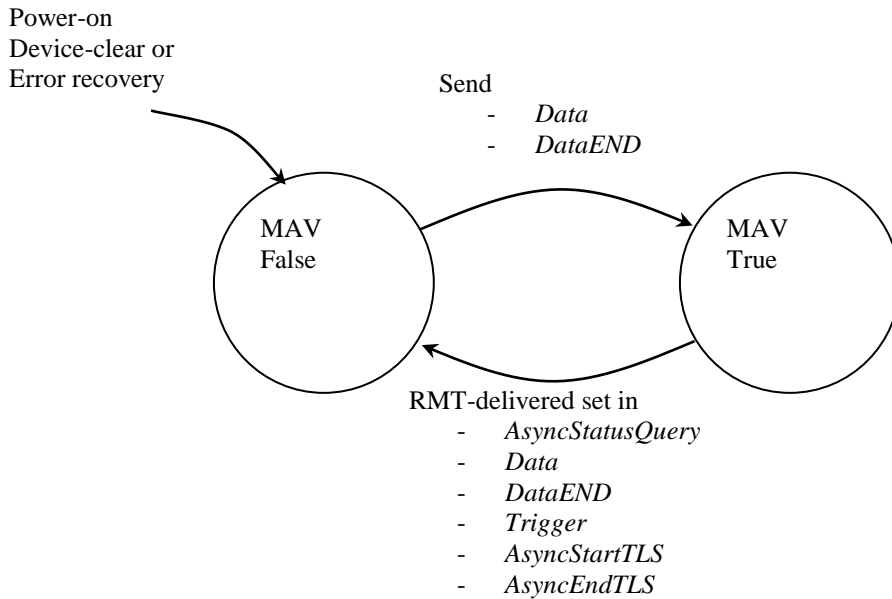 Power-on
Device-clear or
Error recovery
Send
- Data
- DataEND
MAV
False
MAV
True
RMT-delivered set in
- AsyncStatusQuery
- Data
- DataEND
- Trigger
- AsyncStartTLS
- AsyncEndTLS